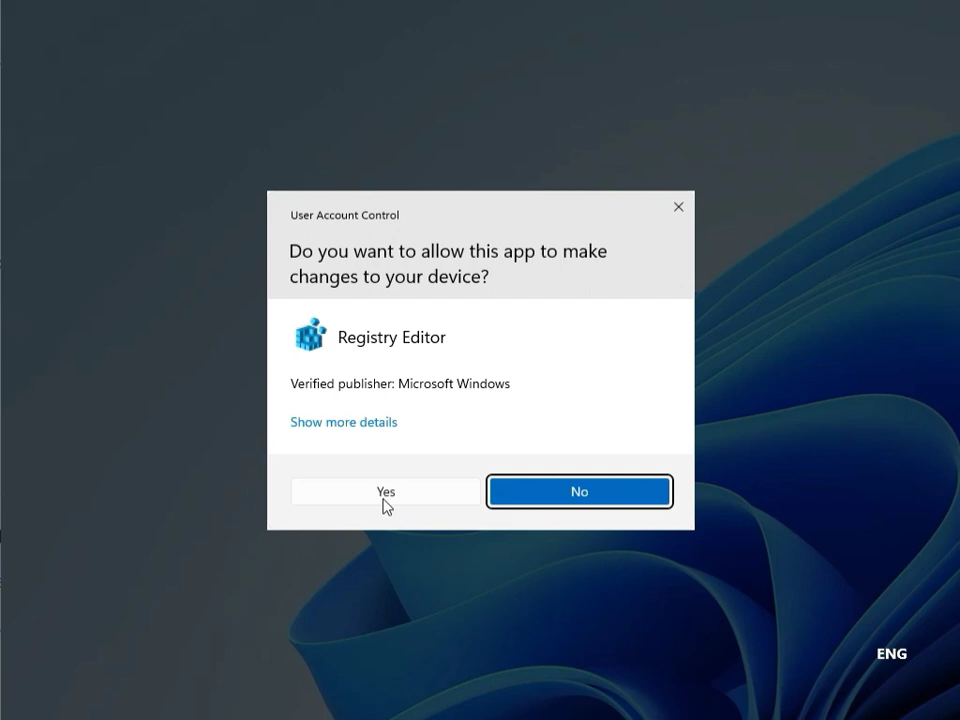 User Account Control
Do you want to allow this app to make
changes to your device?
Registry Editor
Verified publisher: Microsoft Windows
Show more details
Yes
No
ENG